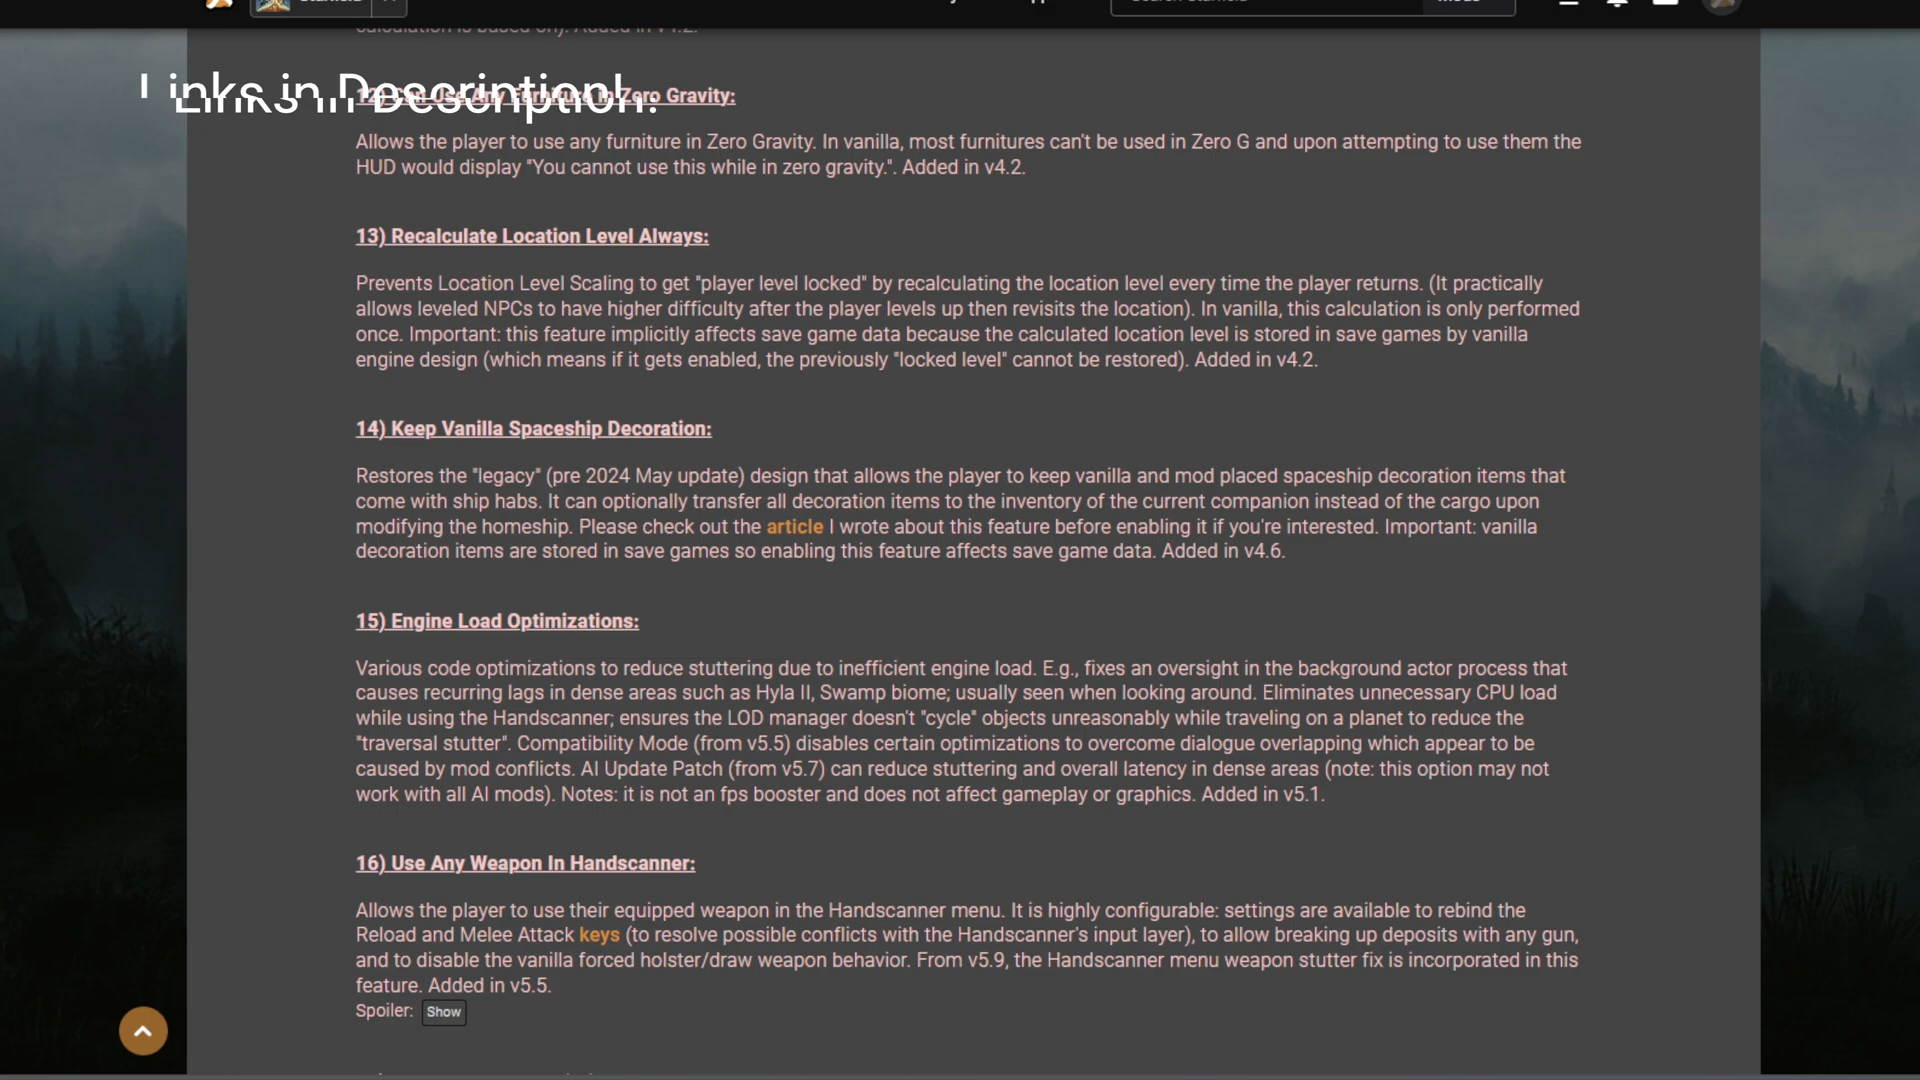 Links in Description!
12) Can Use Any Furniture in Zero Gravity:
Allows the player to use any furniture in Zero Gravity. In vanilla, most furnitures can't be used in Zero G and upon attempting to use them the
HUD would display "You cannot use this while in zero gravity.". Added in v4.2.
13) Recalculate Location Level Always:
Prevents Location Level Scaling to get "player level locked" by recalculating the location level every time the player returns. (It practically
allows leveled NPCs to have higher difficulty after the player levels up then revisits the location). In vanilla, this calculation is only performed
once. Important: this feature implicitly affects save game data because the calculated location level is stored in save games by vanilla
engine design (which means if it gets enabled, the previously "locked level" cannot be restored). Added in v4.2.
14) Keep Vanilla Spaceship Decoration:
Restores the "legacy" (pre 2024 May update) design that allows the player to keep vanilla and mod placed spaceship decoration items that
come with ship habs. It can optionally transfer all decoration items to the inventory of the current companion instead of the cargo upon
modifying the homeship. Please check out the article I wrote about this feature before enabling it if you're interested. Important: vanilla
decoration items are stored in save games so enabling this feature affects save game data. Added in v4.6.
15) Engine Load Optimizations:
Various code optimizations to reduce stuttering due to inefficient engine load. E.g., fixes an oversight in the background actor process that
causes recurring lags in dense areas such as Hyla II, Swamp biome; usually seen when looking around. Eliminates unnecessary CPU load
while using the Handscanner; ensures the LOD manager doesn't "cycle" objects unreasonably while traveling on a planet to reduce the
"traversal stutter". Compatibility Mode (from v5.5) disables certain optimizations to overcome dialogue overlapping which appear to be
caused by mod conflicts. AI Update Patch (from v5.7) can reduce stuttering and overall latency in dense areas (note: this option may not
work with all AI mods). Notes: it is not an fps booster and does not affect gameplay or graphics. Added in v5.1.
16) Use Any Weapon In Handscanner:
Allows the player to use their equipped weapon in the Handscanner menu. It is highly configurable: settings are available to rebind the
Reload and Melee Attack keys (to resolve possible conflicts with the Handscanner's input layer), to allow breaking up deposits with any gun,
and to disable the vanilla forced holster/draw weapon behavior. From v5.9, the Handscanner menu weapon stutter fix is incorporated in this
feature. Added in v5.5.
Spoiler: Show